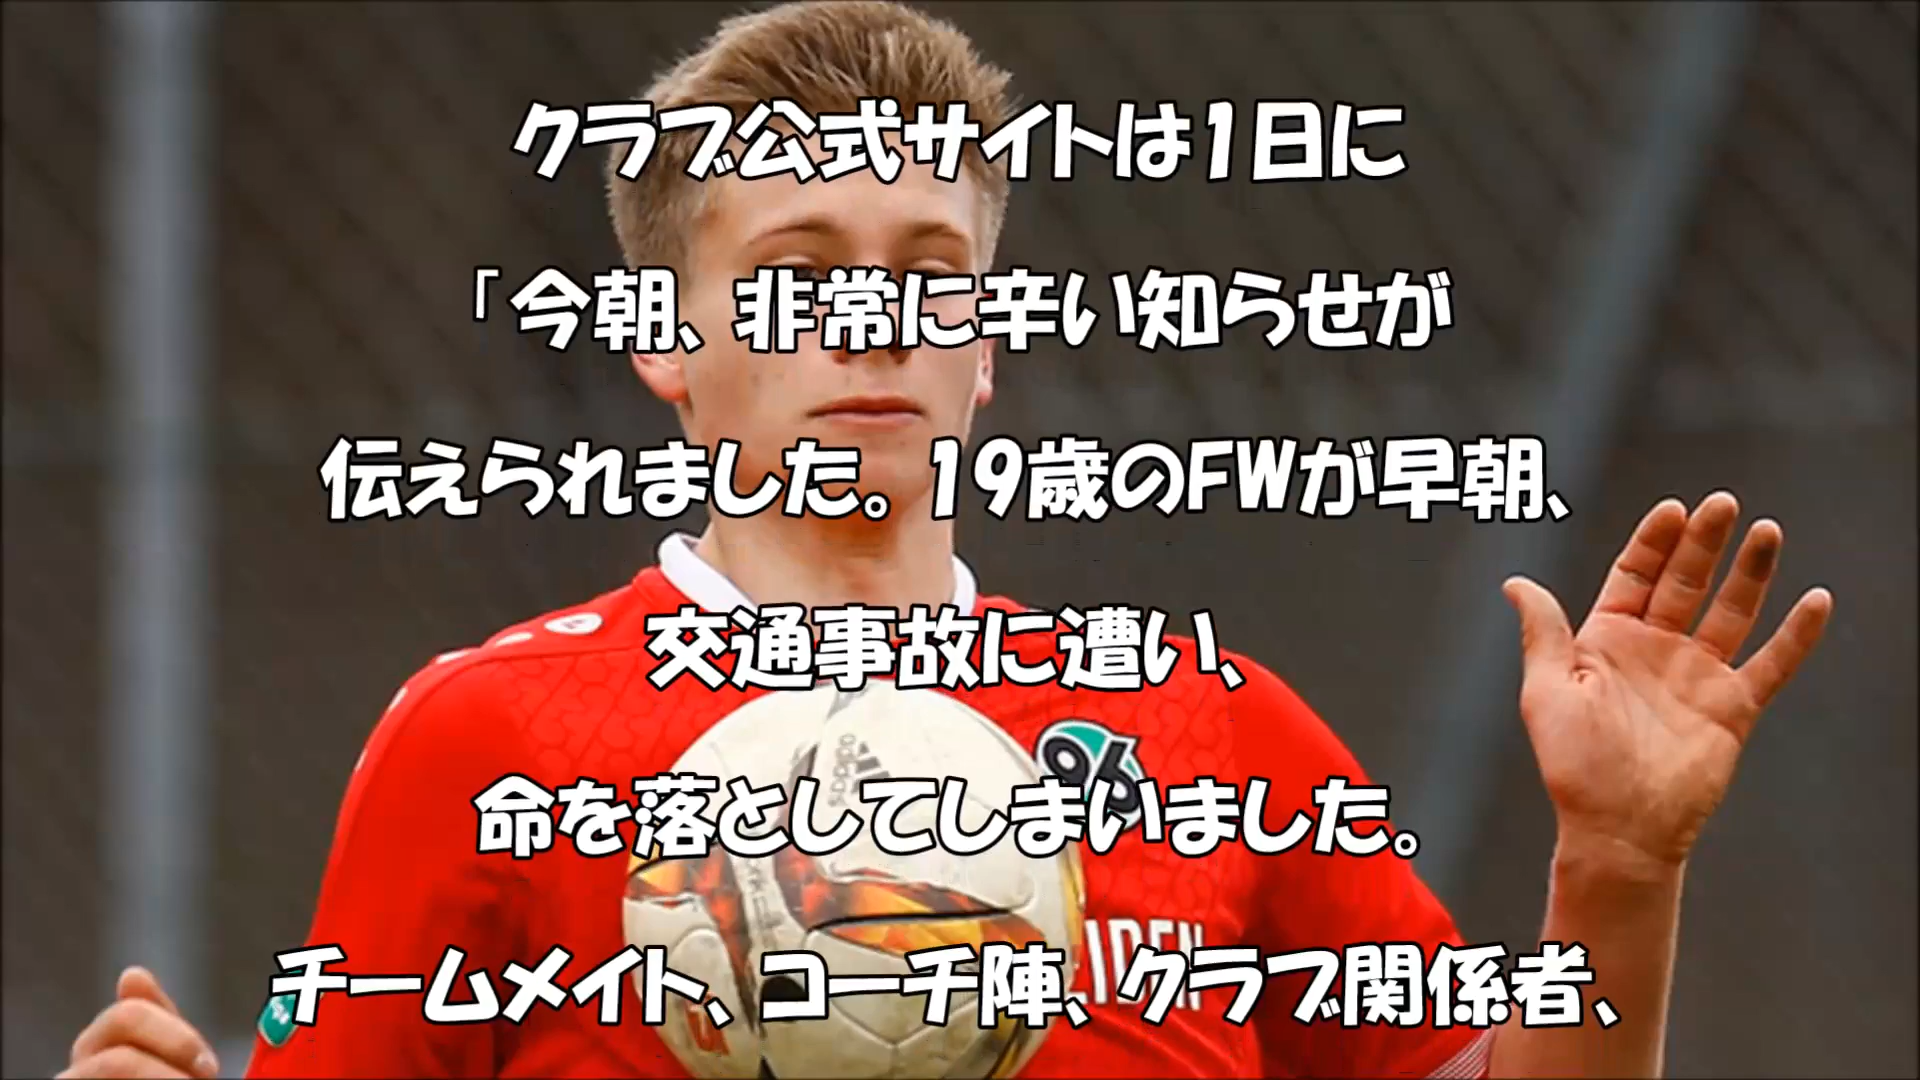 クラブ公式サイトは1日に
「今朝、非常に辛い知らせが
伝えられました。19歳のFWが早朝、
交通事故に遭い、
96
adidas
命を落としてしまいました。
チームメイト、コーチ陣、クラブ関係者、